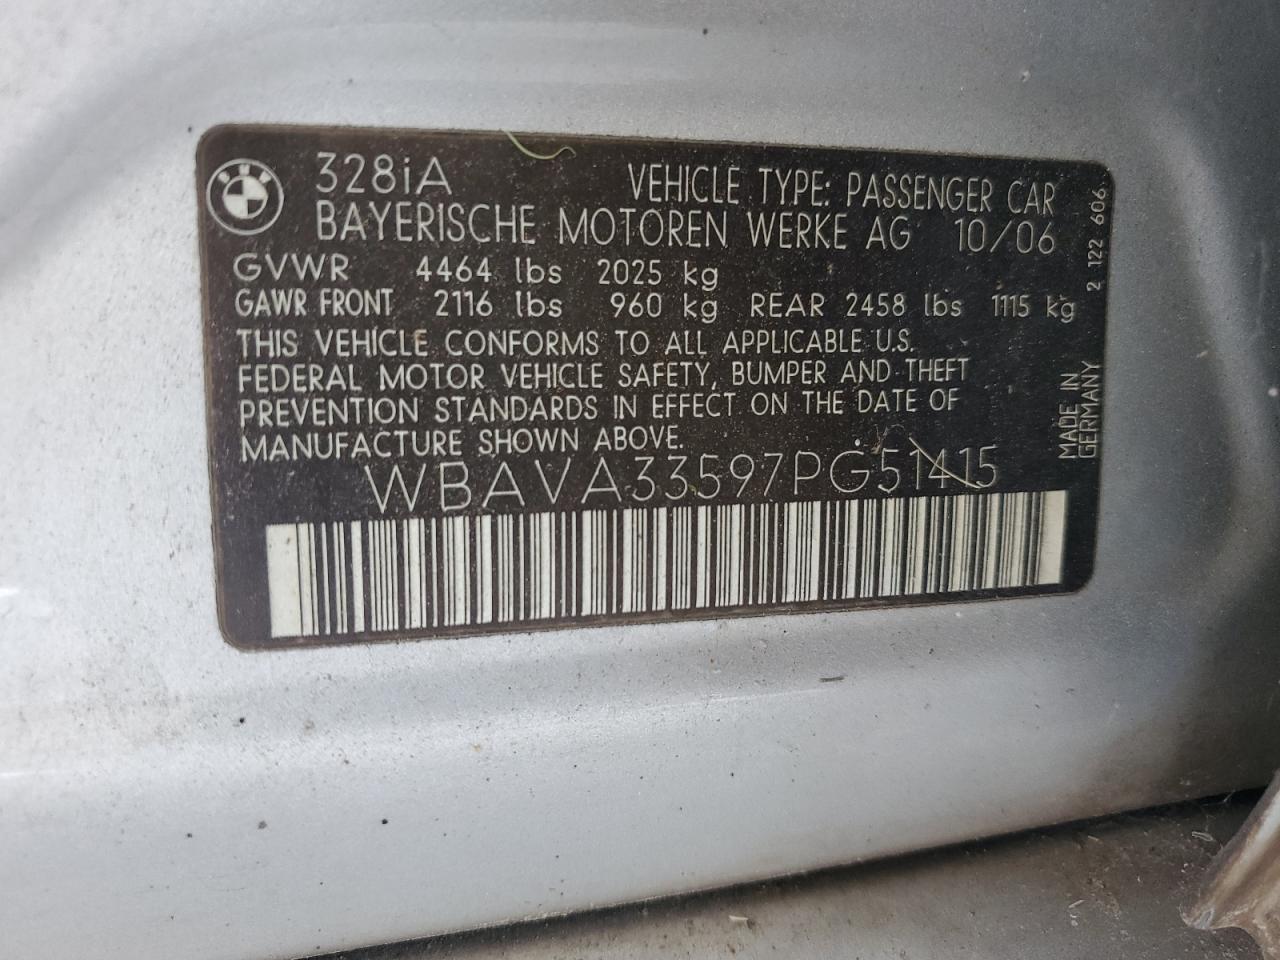 328iA VEHICLE TYPE: PASSENGER CAR
BAYERISCHE MOTOREN WERKE AG 10/06
GVWR 4464 lbs 2025 kg
GAWR FRONT 2116 lbs 960 kg REAR 2458 lbs 1115 kg
THIS VEHICLE CONFORMS TO ALL APPLICABLE U.S.
FEDERAL MOTOR VEHICLE SAFETY, BUMPER AND THEFT
PREVENTION STANDARDS IN EFFECT ON THE DATE OF
MANUFACTURE SHOWN ABOVE.
WBAVA33597PG51415
2 122 606.
MADE IN
GERMANY